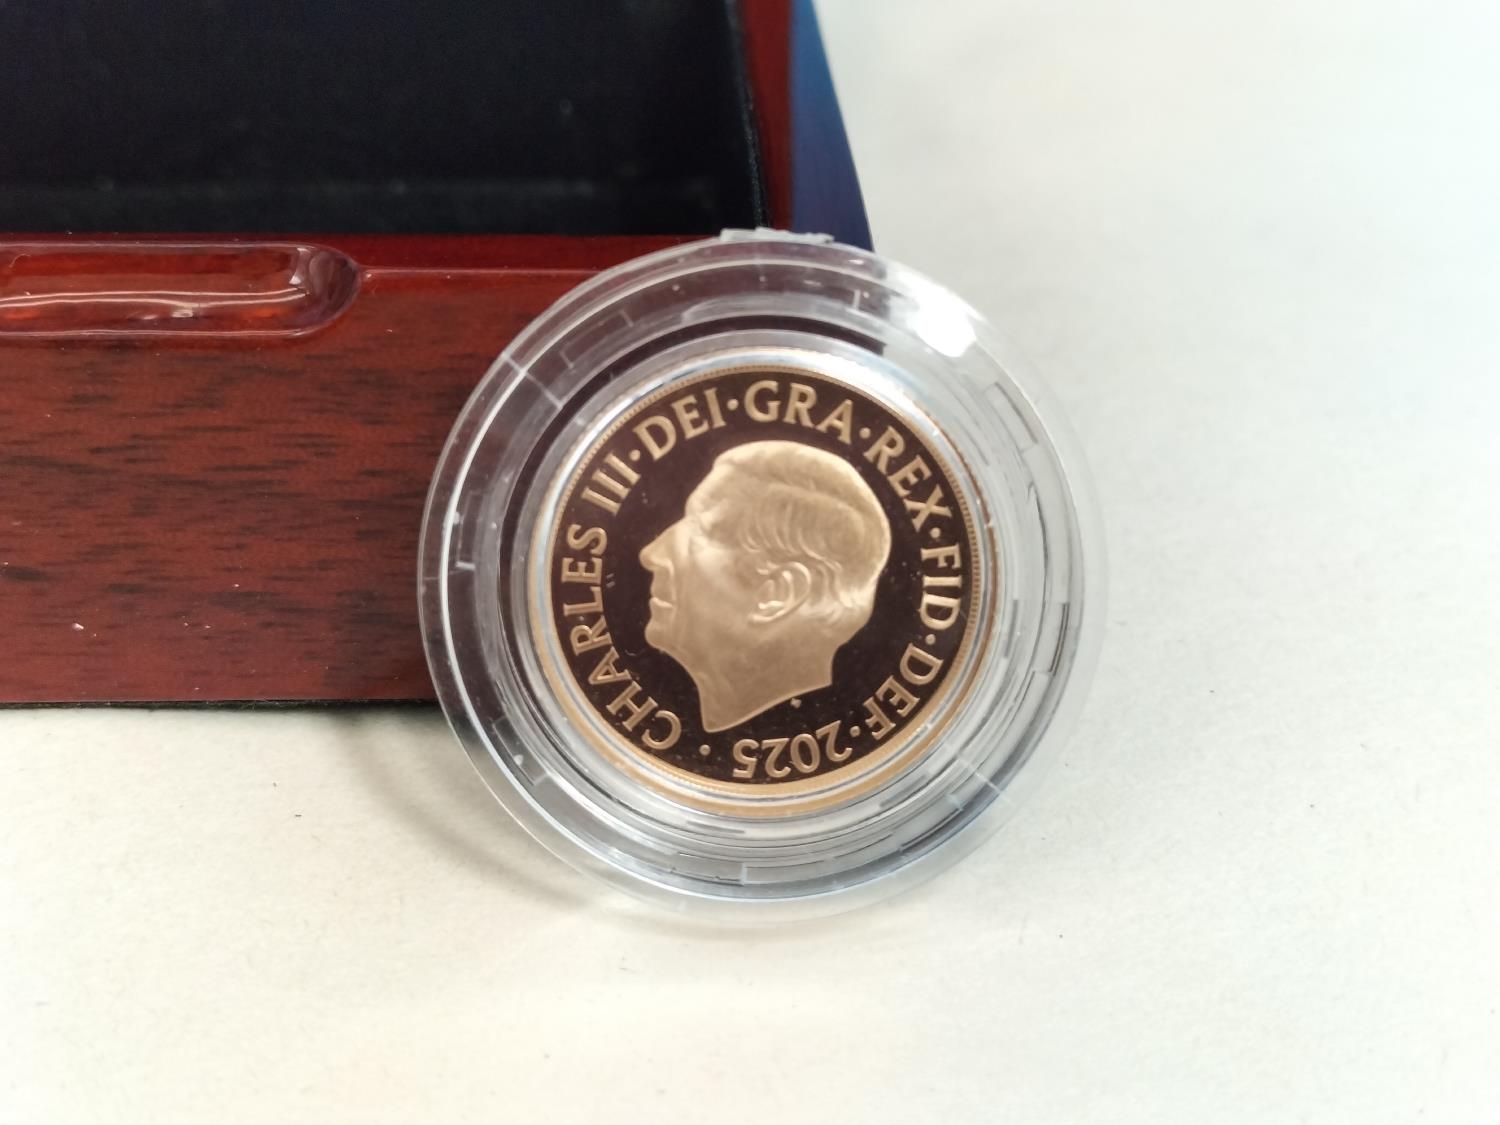 CHARLES III · DEI · GRA · REX · FID · DEF · 2025 ·